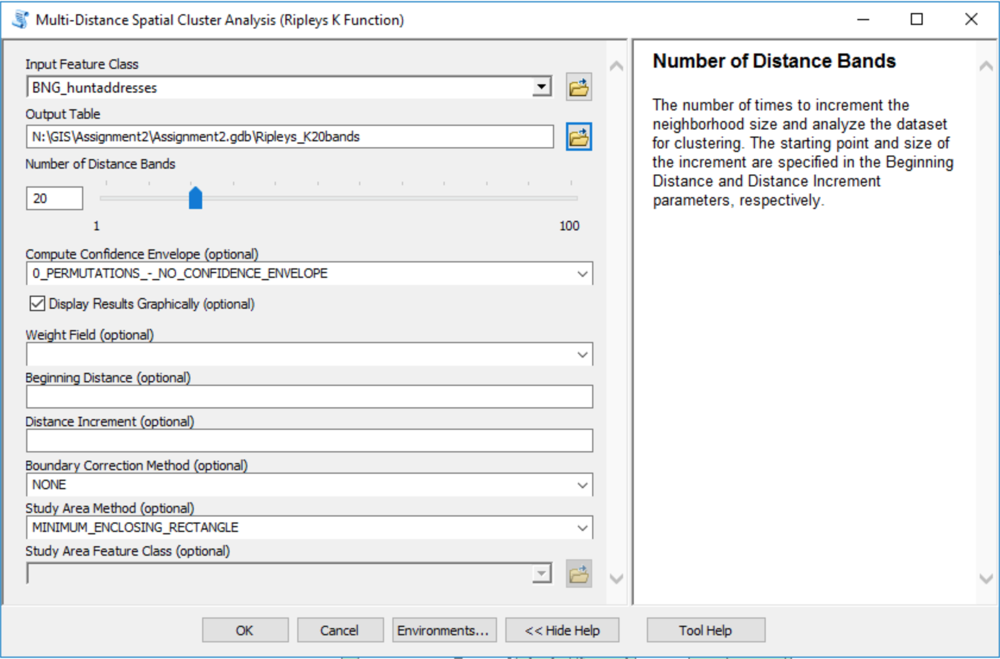 Multi-Distance Spatial Cluster Analysis (Ripleys K Function)
Input Feature Class
BNG_huntaddresses
Output Table
N:\GIS\Assignment2\Assignment2.gdb\Ripleys_K20bands
Number of Distance Bands
20
1
100
Compute Confidence Envelope (optional)
0_PERMUTATIONS_-_NO_CONFIDENCE_ENVELOPE
Display Results Graphically (optional)
Weight Field (optional)
Beginning Distance (optional)
Distance Increment (optional)
Boundary Correction Method (optional)
NONE
Study Area Method (optional)
MINIMUM_ENCLOSING_RECTANGLE
Study Area Feature Class (optional)
Number of Distance Bands
The number of times to increment the
neighborhood size and analyze the dataset
for clustering. The starting point and size of
the increment are specified in the Beginning
Distance and Distance Increment
parameters, respectively.
OK
Cancel
Environments...
<< Hide Help
Tool Help